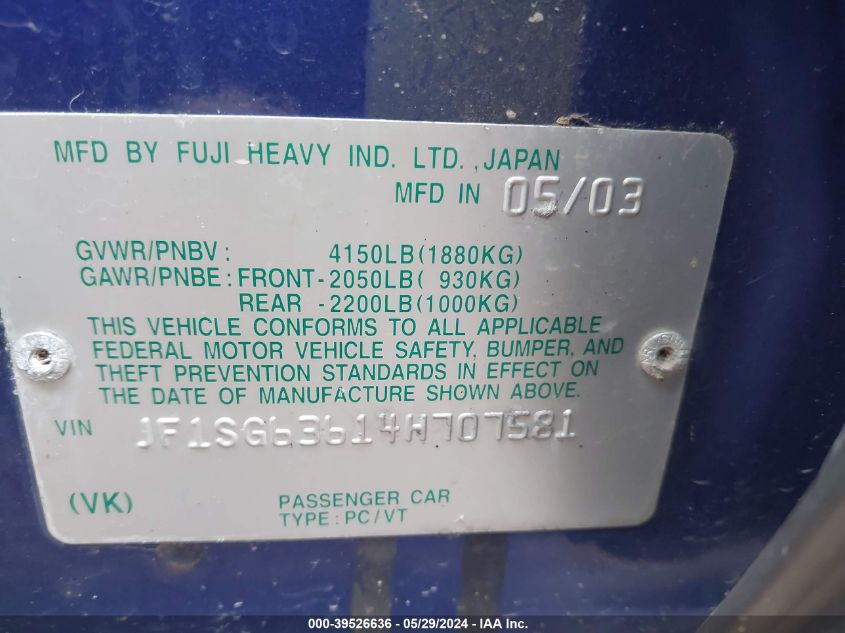 MFD BY FUJI HEAVY IND. LTD., JAPAN
MFD IN 05/03
GVWR/PNBV: 4150LB(1880KG)
GAWR/PNBE: FRONT-2050LB( 930KG)
REAR -2200LB(1000KG)
THIS VEHICLE CONFORMS TO ALL APPLICABLE
FEDERAL MOTOR VEHICLE SAFETY, BUMPER, AND
THEFT PREVENTION STANDARDS IN EFFECT ON
THE DATE OF MANUFACTURE SHOWN ABOVE.
VIN JF1SG63614H707581
(VK) PASSENGER CAR
TYPE: PC/VT
000-39526636 - 05/29/2024 - IAA Inc.